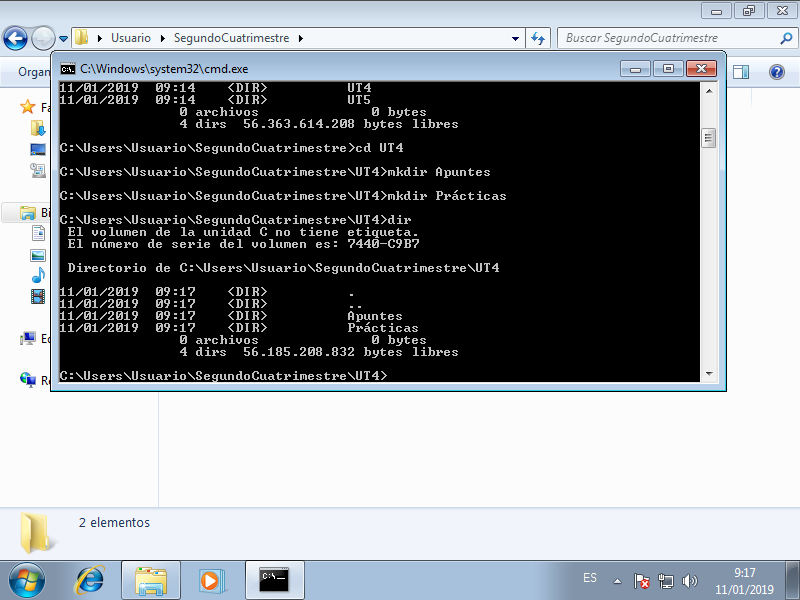 Usuario SegundoCuatrimestre
Buscar SegundoCuatrimestre
C:\Windows\system32\cmd.exe
11/01/2019 09:14 <DIR> UT4
11/01/2019 09:14 <DIR> UT5
0 archivos 0 bytes
4 dirs 56.363.614.208 bytes libres
C:\Users\Usuario\SegundoCuatrimestre>cd UT4
C:\Users\Usuario\SegundoCuatrimestre\UT4>mkdir Apuntes
C:\Users\Usuario\SegundoCuatrimestre\UT4>mkdir Prácticas
C:\Users\Usuario\SegundoCuatrimestre\UT4>dir
El volumen de la unidad C no tiene etiqueta.
El número de serie del volumen es: 7440-C9B7
Directorio de C:\Users\Usuario\SegundoCuatrimestre\UT4
11/01/2019 09:17 <DIR> .
11/01/2019 09:17 <DIR> ..
11/01/2019 09:17 <DIR> Apuntes
11/01/2019 09:17 <DIR> Prácticas
0 archivos 0 bytes
4 dirs 56.185.208.832 bytes libres
C:\Users\Usuario\SegundoCuatrimestre\UT4>
2 elementos
C:\_
ES
9:17
11/01/2019